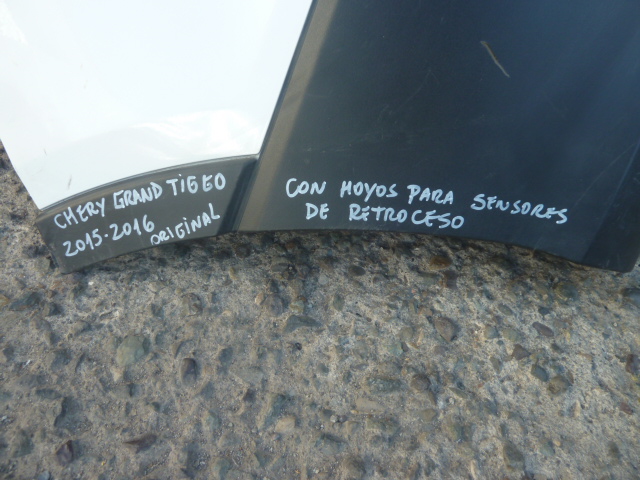 CHERY GRAND TIGEO
2015-2016
ORIGINAL
CON HOYOS PARA SENSORES
DE RETROCESO